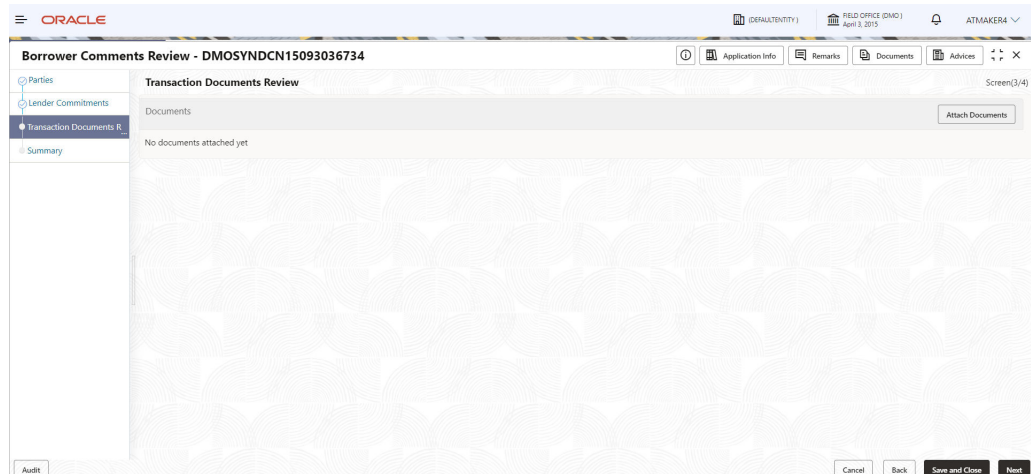 ORACLE
(DEFAULTENTITY )
FIELD OFFICE (DMO )
April 3, 2015
ATMAKER4
Borrower Comments Review - DMOSYNDCN15093036734
Application Info
Remarks
Documents
Advices
Parties
Lender Commitments
Transaction Documents R...
Summary
Transaction Documents Review
Screen(3/4)
Documents
Attach Documents
No documents attached yet
Audit
Cancel
Back
Save and Close
Next